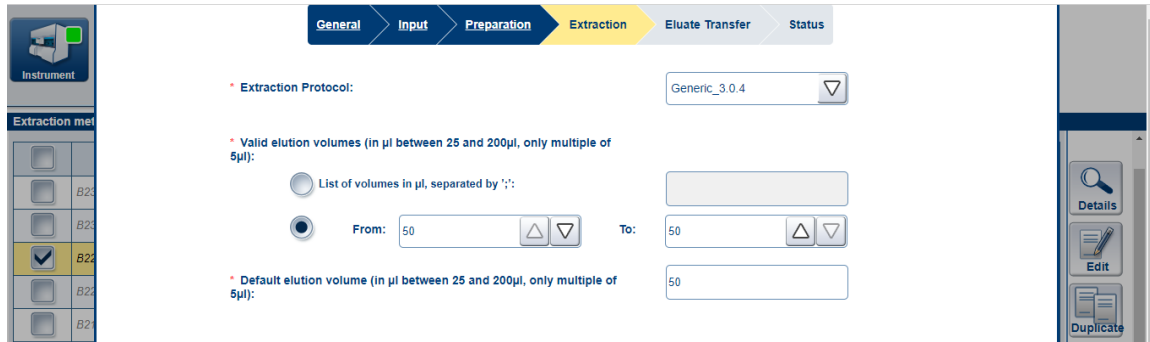 General Input Preparation Extraction Eluate Transfer Status
Instrument
* Extraction Protocol: Generic_3.0.4
Extraction met
* Valid elution volumes (in µl between 25 and 200µl, only multiple of
5µl):
List of volumes in µl, separated by ';':
B23
Details
B23
From: 50 To: 50
B22
Edit
* Default elution volume (in µl between 25 and 200µl, only multiple of
5µl):
50
B22
B21
Duplicate